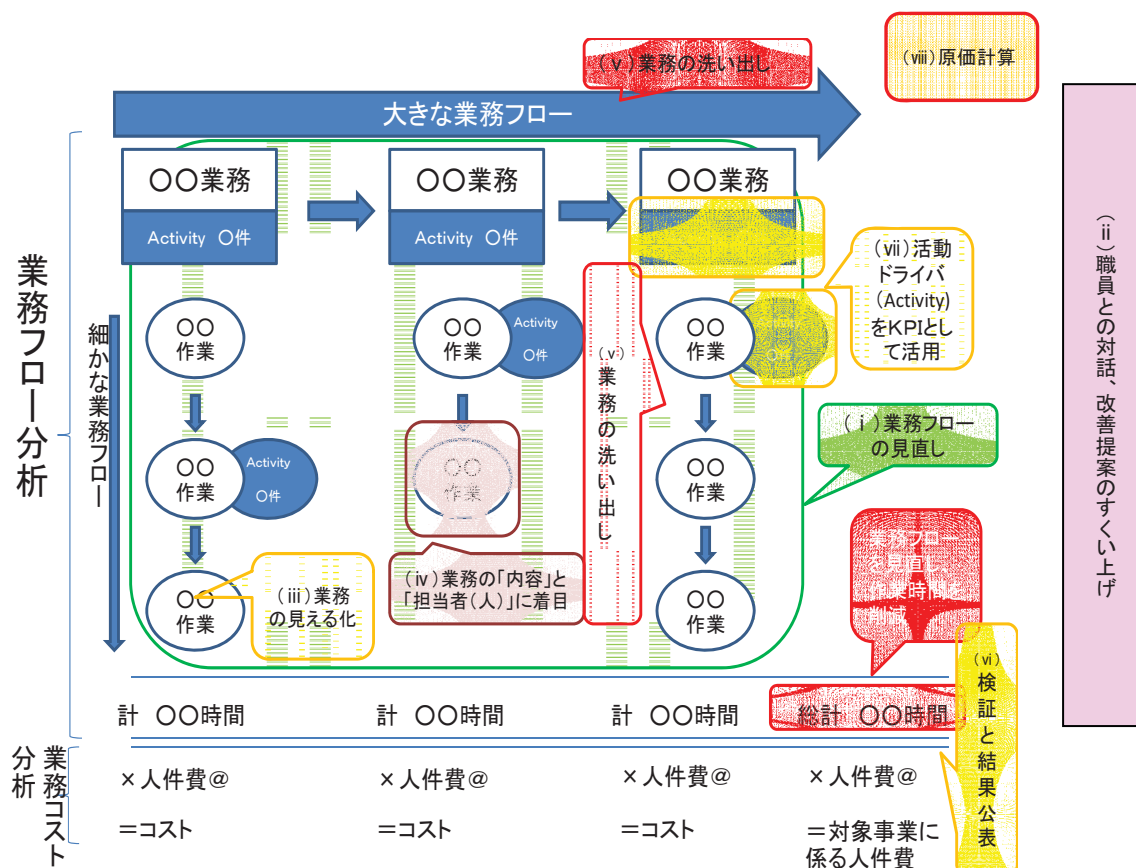 (ⅴ)業務の洗い出し
(ⅷ)原価計算
大きな業務フロー
〇〇業務
〇〇業務
〇〇業務
Activity 〇件
Activity 〇件
業務フロー分析
細かな業務フロー
〇〇
作業
〇〇
作業
Activity
〇件
〇〇
作業
(ⅶ)活動
ドライバ
(Activity)
をKPIとし
て活用
(ⅴ)業務の洗い出し
(ⅰ)業務フロー
の見直し
〇〇
作業
Activity
〇件
〇〇
作業
〇〇
作業
(ⅳ)業務の「内容」と
「担当者(人)」に着目
〇〇
作業
(ⅲ)業務
の見える化
〇〇
作業
業務フロー
を見直し、
作業時間を
削減
(ⅱ)職員との対話、改善提案のすくい上げ
計 〇〇時間
計 〇〇時間
計 〇〇時間
総計 〇〇時間
(ⅵ)検証と結果公表
業務コスト
分析
×人件費@
×人件費@
×人件費@
×人件費@
=コスト
=コスト
=コスト
=対象事業に
係る人件費